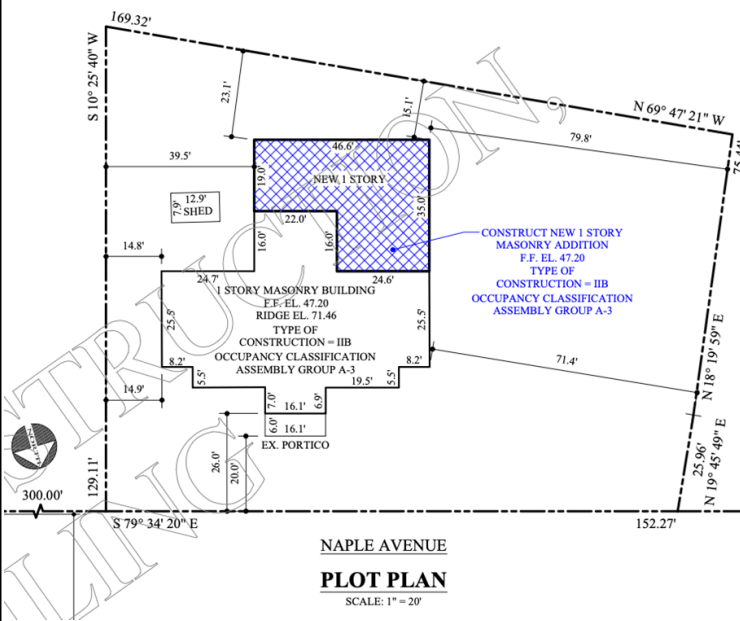 169.32'
S 10° 25' 40" W
23.1'
15.1'
N 69° 47' 21" W
79.8'
39.5'
46.6'
19.0'
NEW 1 STORY
35.0'
7.9'
12.9'
SHED
22.0'
16.0'
16.0'
CONSTRUCT NEW 1 STORY
MASONRY ADDITION
F.F. EL. 47.20
TYPE OF
CONSTRUCTION = IIB
OCCUPANCY CLASSIFICATION
ASSEMBLY GROUP A-3
14.8'
24.7'
24.6'
1 STORY MASONRY BUILDING
F.F. EL. 47.20
RIDGE EL. 71.46
TYPE OF
CONSTRUCTION = IIB
OCCUPANCY CLASSIFICATION
ASSEMBLY GROUP A-3
25.5'
25.5'
N 18° 19' 59" E
71.4'
8.2'
8.2'
5.5'
19.5'
5.5'
14.9'
7.0'
16.1'
6.9'
6.0'
16.1'
EX. PORTICO
NORTH
26.0'
20.0'
25.96'
N 19° 45' 49" E
129.11'
300.00'
S 79° 34' 20" E
152.27'
NAPLE AVENUE
PLOT PLAN
SCALE: 1" = 20'